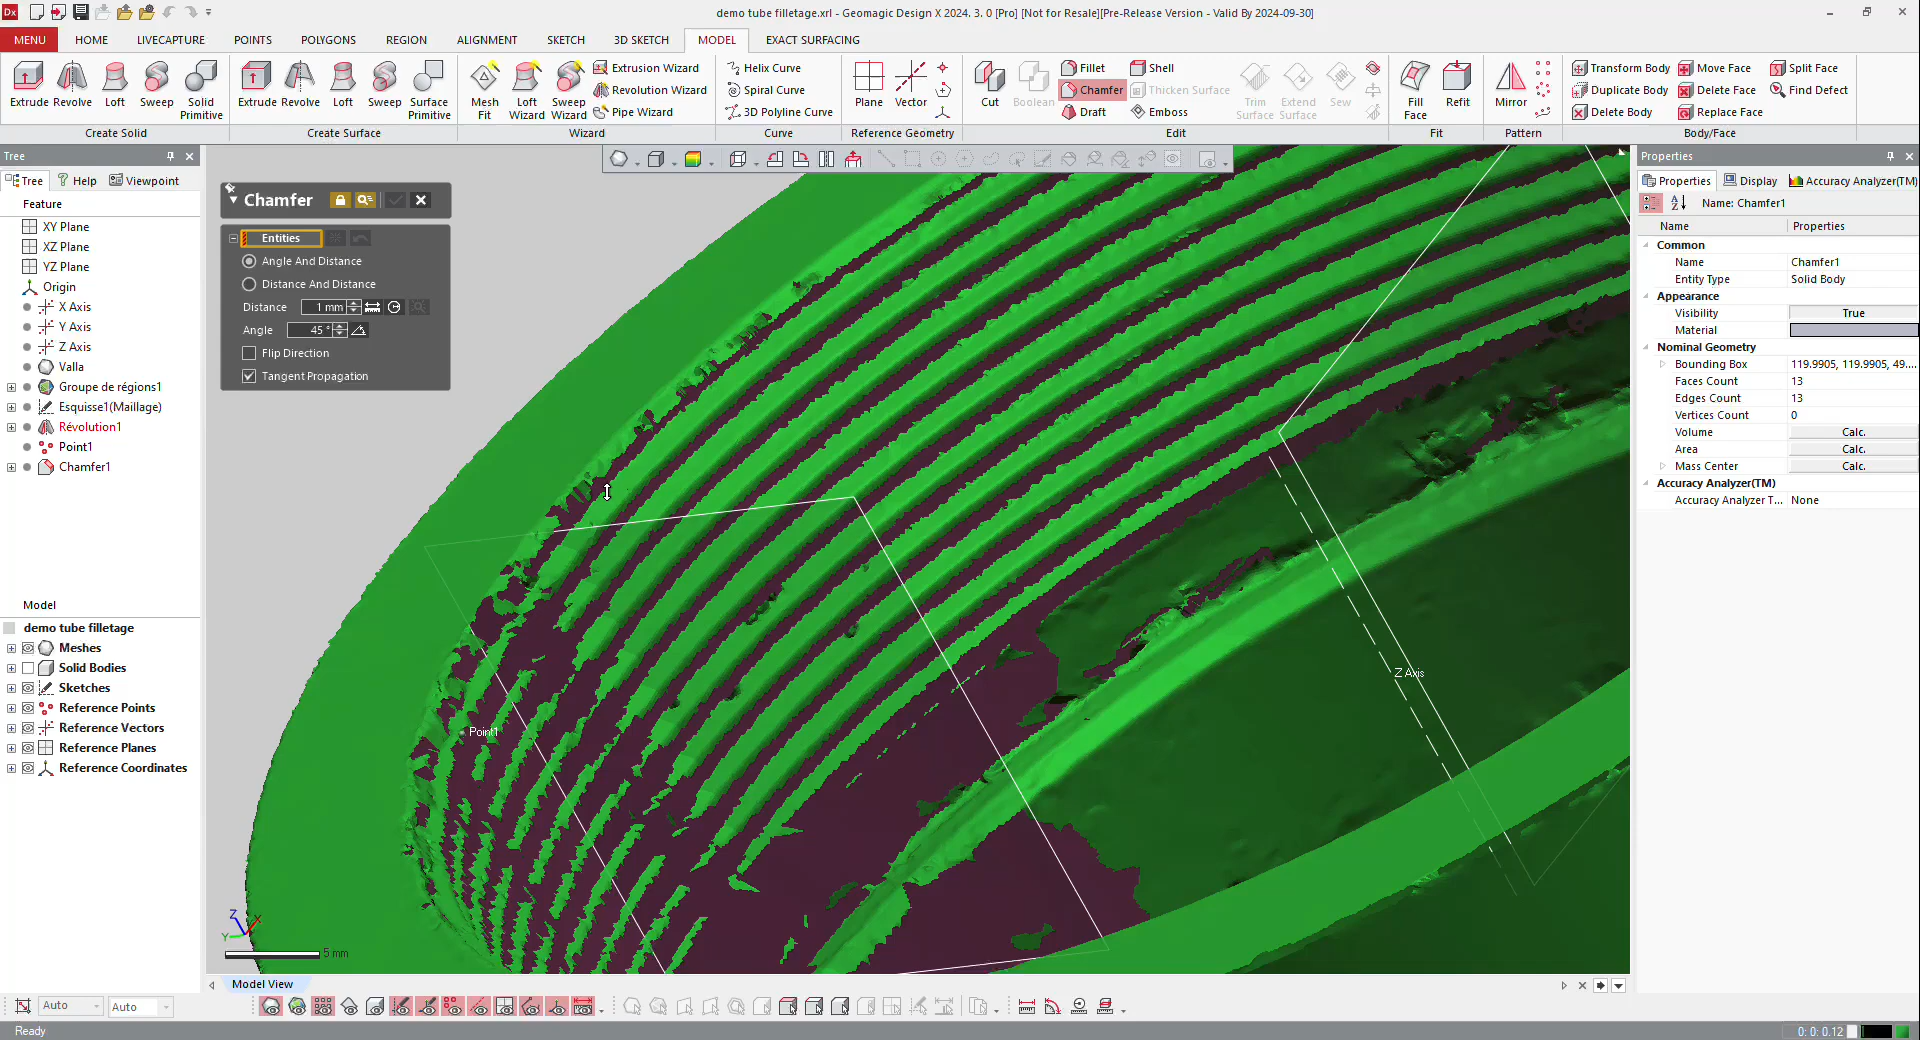 Dx
demo tube filletage.xrl - Geomagic Design X 2024. 3. 0 [Pro] [Not for Resale][Pre-Release Version - Valid By 2024-09-30]
MENU HOME LIVECAPTURE POINTS POLYGONS REGION ALIGNMENT SKETCH 3D SKETCH MODEL EXACT SURFACING
Extrude Revolve Loft Sweep Solid Primitive
Create Solid
Extrude Revolve Loft Sweep Surface Primitive
Create Surface
Mesh Fit Loft Wizard Sweep Wizard
Extrusion Wizard
Revolution Wizard
Pipe Wizard
Wizard
Helix Curve
Spiral Curve
3D Polyline Curve
Curve
Plane Vector
Reference Geometry
Cut Boolean
Fillet
Chamfer
Draft
Shell
Thicken Surface
Emboss
Trim Surface Extend Surface Sew
Edit
Fill Face Refit
Fit
Mirror
Pattern
Transform Body Move Face Split Face
Duplicate Body Delete Face Find Defect
Delete Body Replace Face
Body/Face
Tree
Tree Help Viewpoint
Feature
XY Plane
XZ Plane
YZ Plane
Origin
X Axis
Y Axis
Z Axis
Valla
Groupe de régions1
Esquisse1(Maillage)
Révolution1
Point1
Chamfer1
Model
demo tube filletage
Meshes
Solid Bodies
Sketches
Reference Points
Reference Vectors
Reference Planes
Reference Coordinates
Chamfer
Entities
Angle And Distance
Distance And Distance
Distance 1 mm
Angle 45 °
Flip Direction
Tangent Propagation
Point1
Z Axis
Z
X
Y
5 mm
Model View
Properties
Properties Display Accuracy Analyzer(TM)
Name: Chamfer1
Name Properties
Common
Name Chamfer1
Entity Type Solid Body
Appearance
Visibility True
Material
Nominal Geometry
Bounding Box 119.9905, 119.9905, 49....
Faces Count 13
Edges Count 13
Vertices Count 0
Volume Calc.
Area Calc.
Mass Center Calc.
Accuracy Analyzer(TM)
Accuracy Analyzer T... None
Auto Auto
Ready
0: 0: 0.12